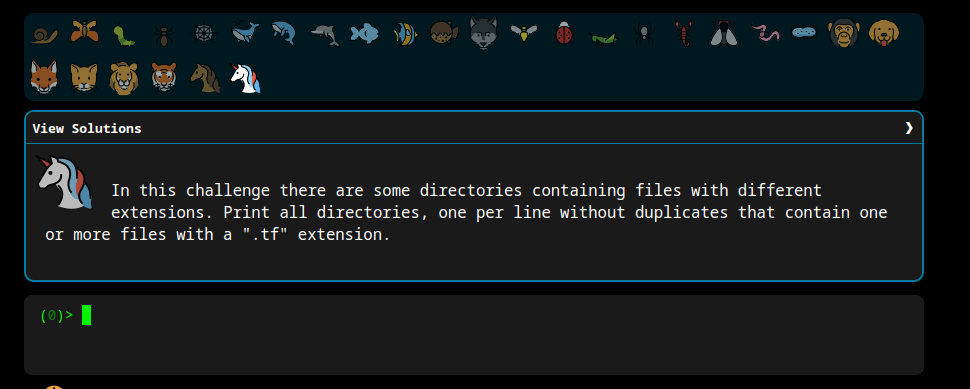 View Solutions ❯
In this challenge there are some directories containing files with different
extensions. Print all directories, one per line without duplicates that contain one
or more files with a ".tf" extension.
(0)>